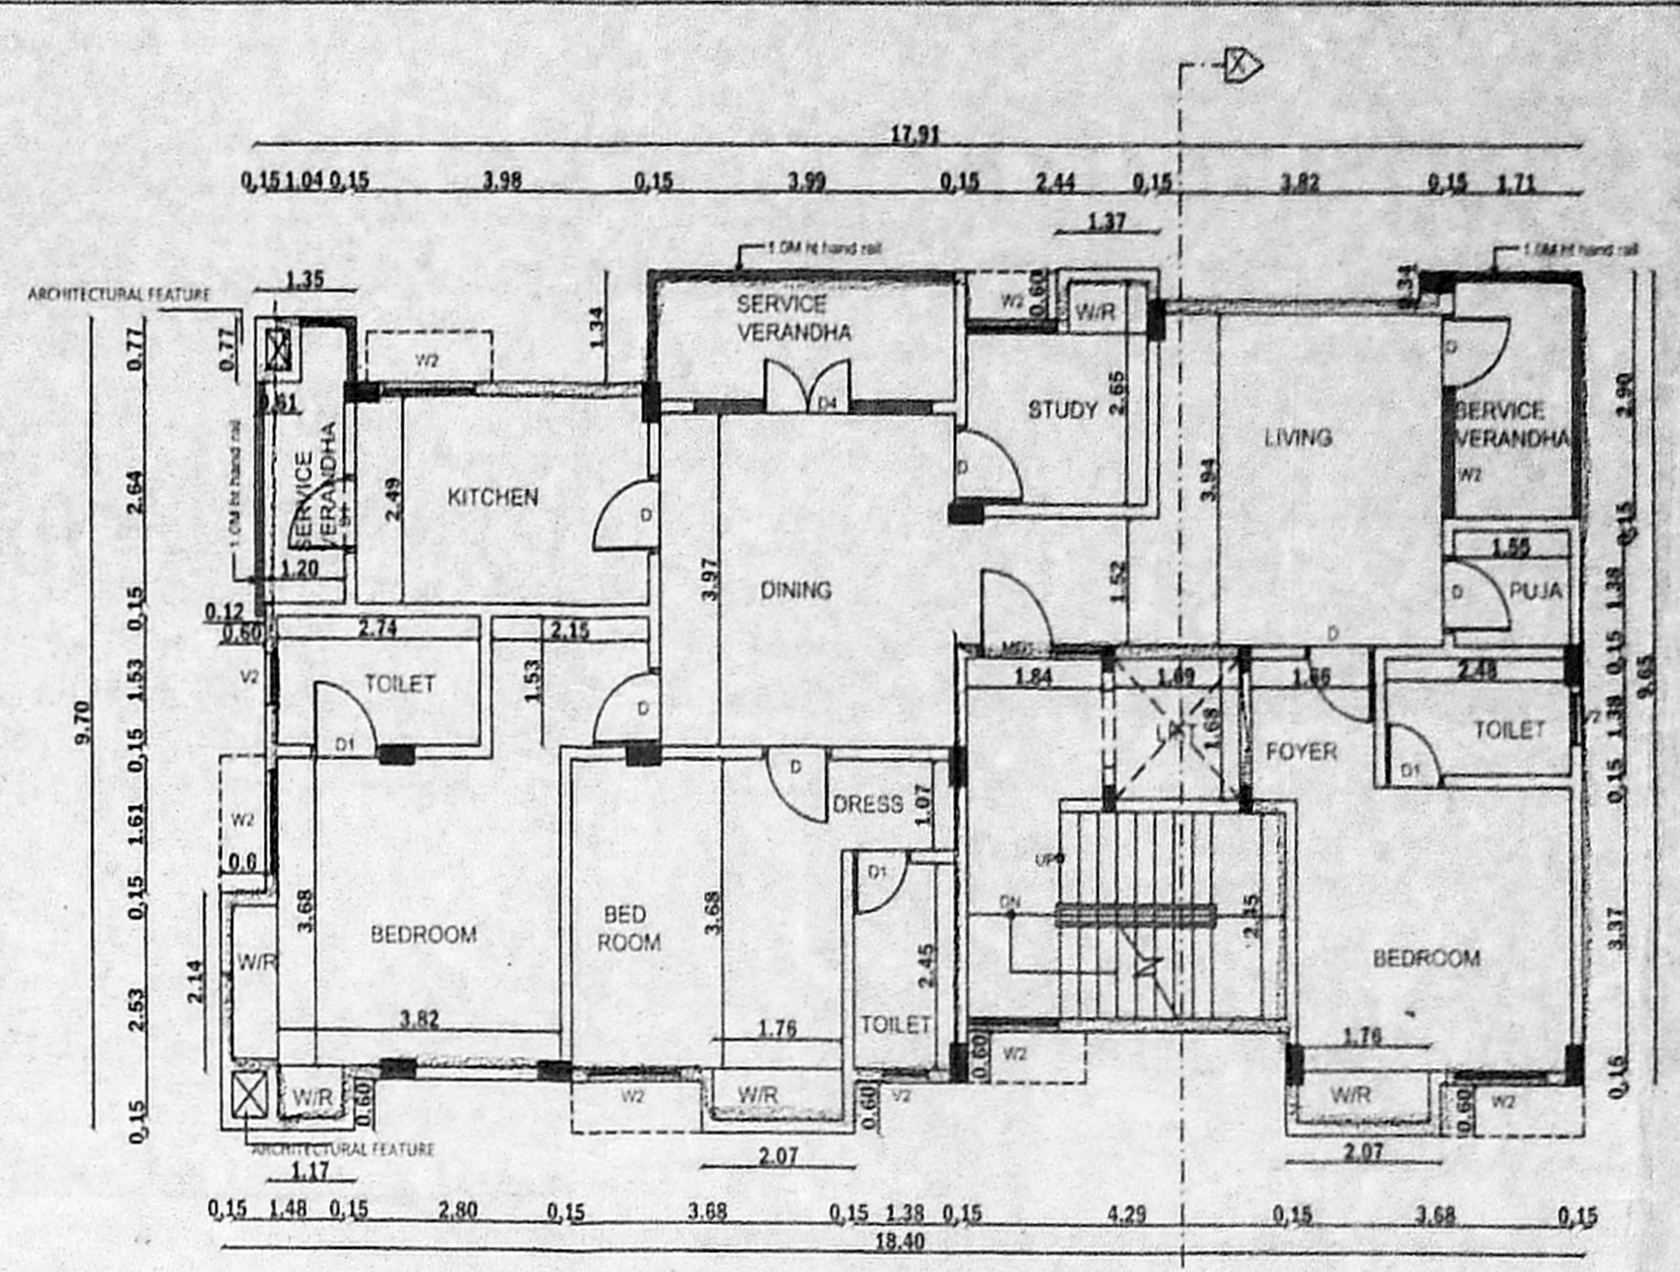 X
17.91
0,15 1.04 0,15 3.98 0,15 3.99 0,15 2.44 0,15 3.82 0,15 1.71
1.37
1.0M ht hand rail
1.0M ht hand rail
ARCHITECTURAL FEATURE
1.35
0.77
0.77
1.34
W2
SERVICE
VERANDHA
W2
0.60
W/R
0.34
D
0.61
D4
STUDY
2.65
LIVING
2.90
SERVICE
VERANDHA
W2
1.0M ht hand rail
SERVICE
VERANDHA
2.64
2.49
KITCHEN
D
D
3.94
0,15
1.55
1.20
3.97
DINING
1.52
D
PUJA
1.38
0,15
0.12
0.60
2.74
2.15
D
0,15
9.65
1.84
1.69
1.66
2.48
V2
1.53
TOILET
1.53
D
1.68
FOYER
TOILET
V2
1.38
9.70
0,15
D1
D
DRESS
1.07
D1
0,15
W2
1.61
0.6
UP
D1
0,15
3.68
BEDROOM
BED
ROOM
3.68
DN
2.45
2.45
BEDROOM
3.37
W/R
2.14
2.53
3.82
1.76
TOILET
1.76
0.60
W2
0,15
W/R
0.60
W2
W/R
0.60
V2
W/R
0.60
W2
0,15
ARCHITECTURAL FEATURE
1.17
2.07
2.07
0,15 1.48 0,15 2.80 0,15 3.68 0,15 1.38 0,15 4.29 0,15 3.68 0,15
18.40